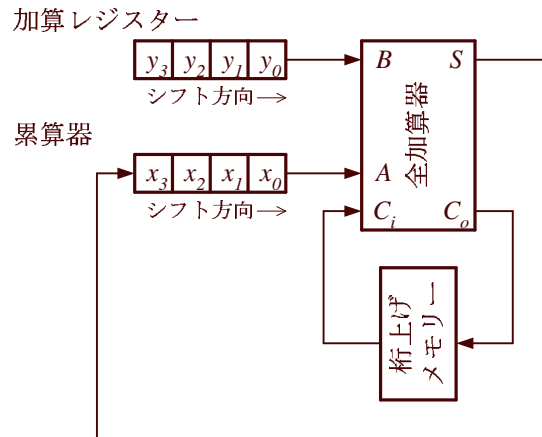 加算レジスター
y3 y2 y1 y0
シフト方向→
B S
全加算器
累算器
x3 x2 x1 x0
シフト方向→
A
Ci Co
桁上げ
メモリー